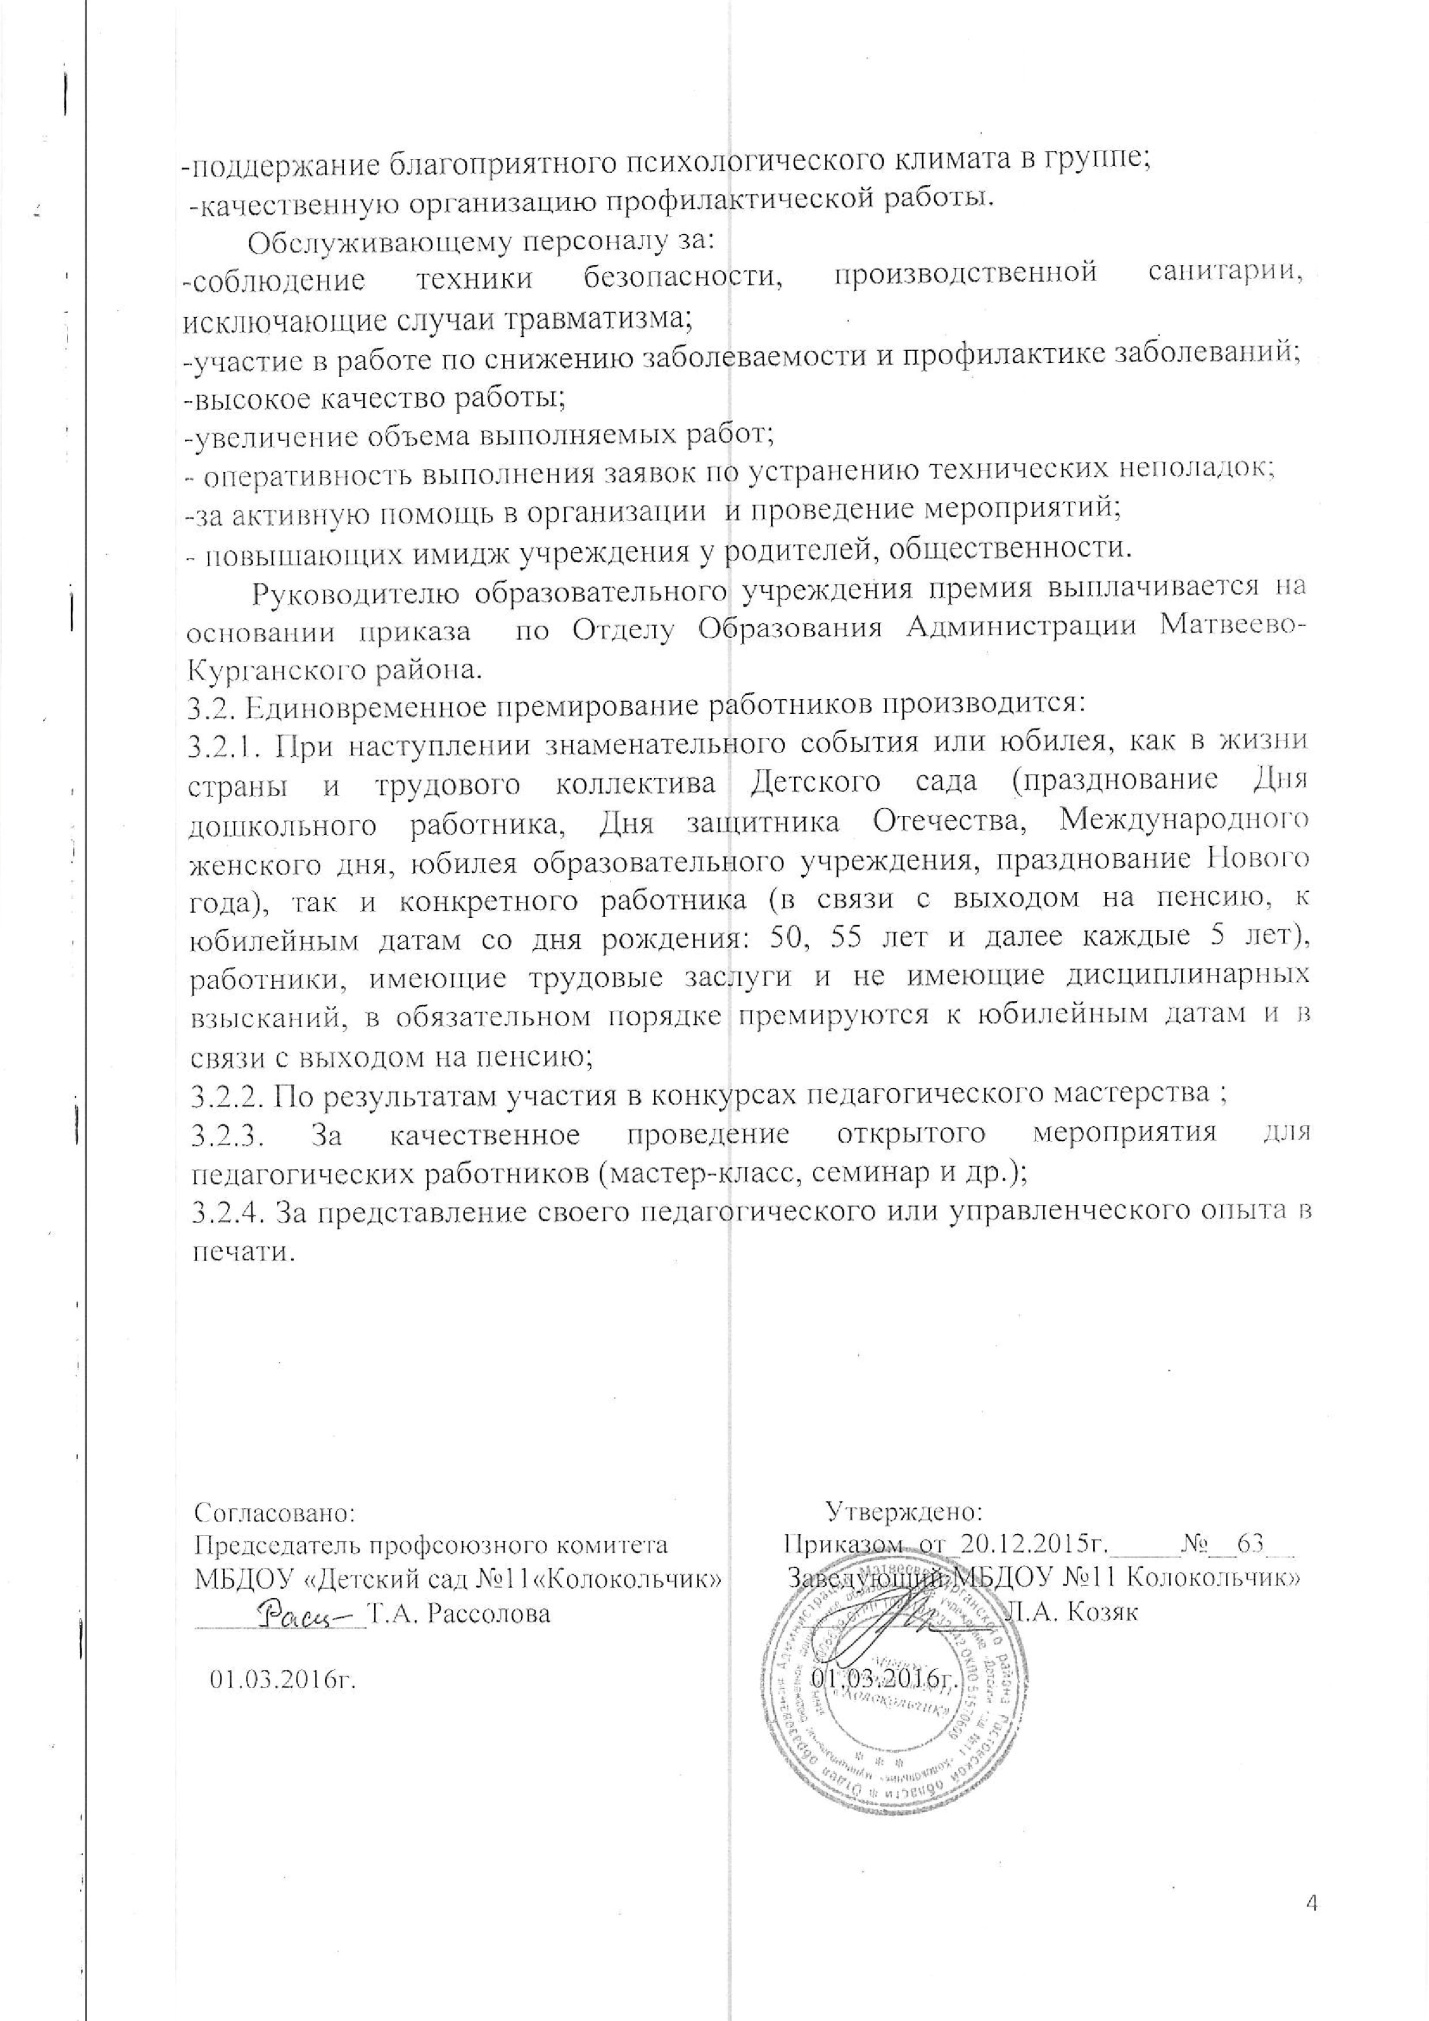 -поддержание благоприятного психологического климата в группе;
-качественную организацию профилактической работы.
Обслуживающему персоналу за:
-соблюдение техники безопасности, производственной санитарии,
исключающие случаи травматизма;
-участие в работе по снижению заболеваемости и профилактике заболеваний;
-высокое качество работы;
-увеличение объема выполняемых работ;
- оперативность выполнения заявок по устранению технических неполадок;
-за активную помощь в организации и проведение мероприятий;
- повышающих имидж учреждения у родителей, общественности.
Руководителю образовательного учреждения премия выплачивается на
основании приказа по Отделу Образования Администрации Матвеево-
Курганского района.
3.2. Единовременное премирование работников производится:
3.2.1. При наступлении знаменательного события или юбилея, как в жизни
страны и трудового коллектива Детского сада (празднование Дня
дошкольного работника, Дня защитника Отечества, Международного
женского дня, юбилея образовательного учреждения, празднование Нового
года), так и конкретного работника (в связи с выходом на пенсию, к
юбилейным датам со дня рождения: 50, 55 лет и далее каждые 5 лет),
работники, имеющие трудовые заслуги и не имеющие дисциплинарных
взысканий, в обязательном порядке премируются к юбилейным датам и в
связи с выходом на пенсию;
3.2.2. По результатам участия в конкурсах педагогического мастерства ;
3.2.3. За качественное проведение открытого мероприятия для
педагогических работников (мастер-класс, семинар и др.);
3.2.4. За представление своего педагогического или управленческого опыта в
печати.
Согласовано: Утверждено:
Председатель профсоюзного комитета Приказом от_20.12.2015г._____№__63__
МБДОУ «Детский сад №11«Колокольчик» Заведующий МБДОУ №11 Колокольчик»
Т.А. Рассолова Л.А. Козяк
01.03.2016г. 01.03.2016г.
«Колокольчик»
4